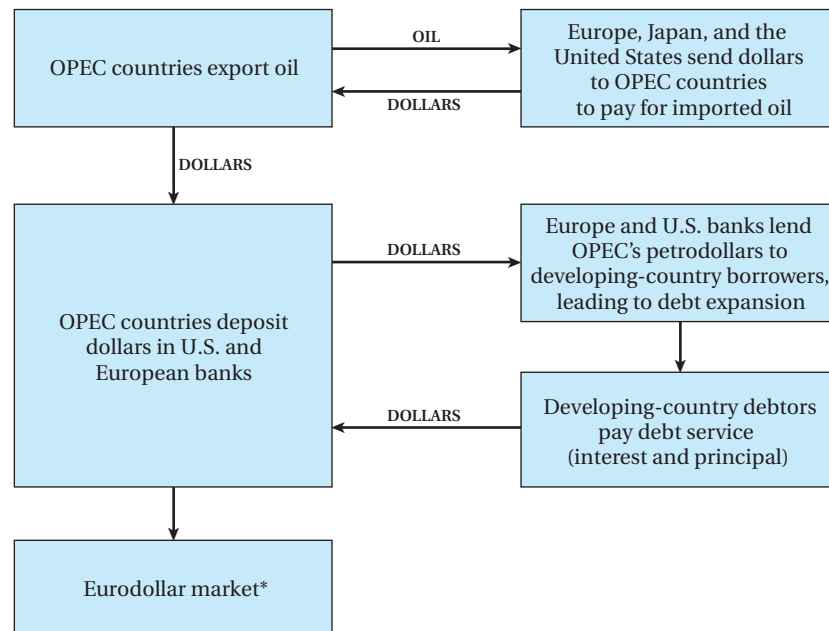 OPEC countries export oil
OIL
DOLLARS
Europe, Japan, and the
United States send dollars
to OPEC countries
to pay for imported oil
DOLLARS
OPEC countries deposit
dollars in U.S. and
European banks
DOLLARS
Europe and U.S. banks lend
OPEC’s petrodollars to
developing-country borrowers,
leading to debt expansion
DOLLARS
Developing-country debtors
pay debt service
(interest and principal)
Eurodollar market*